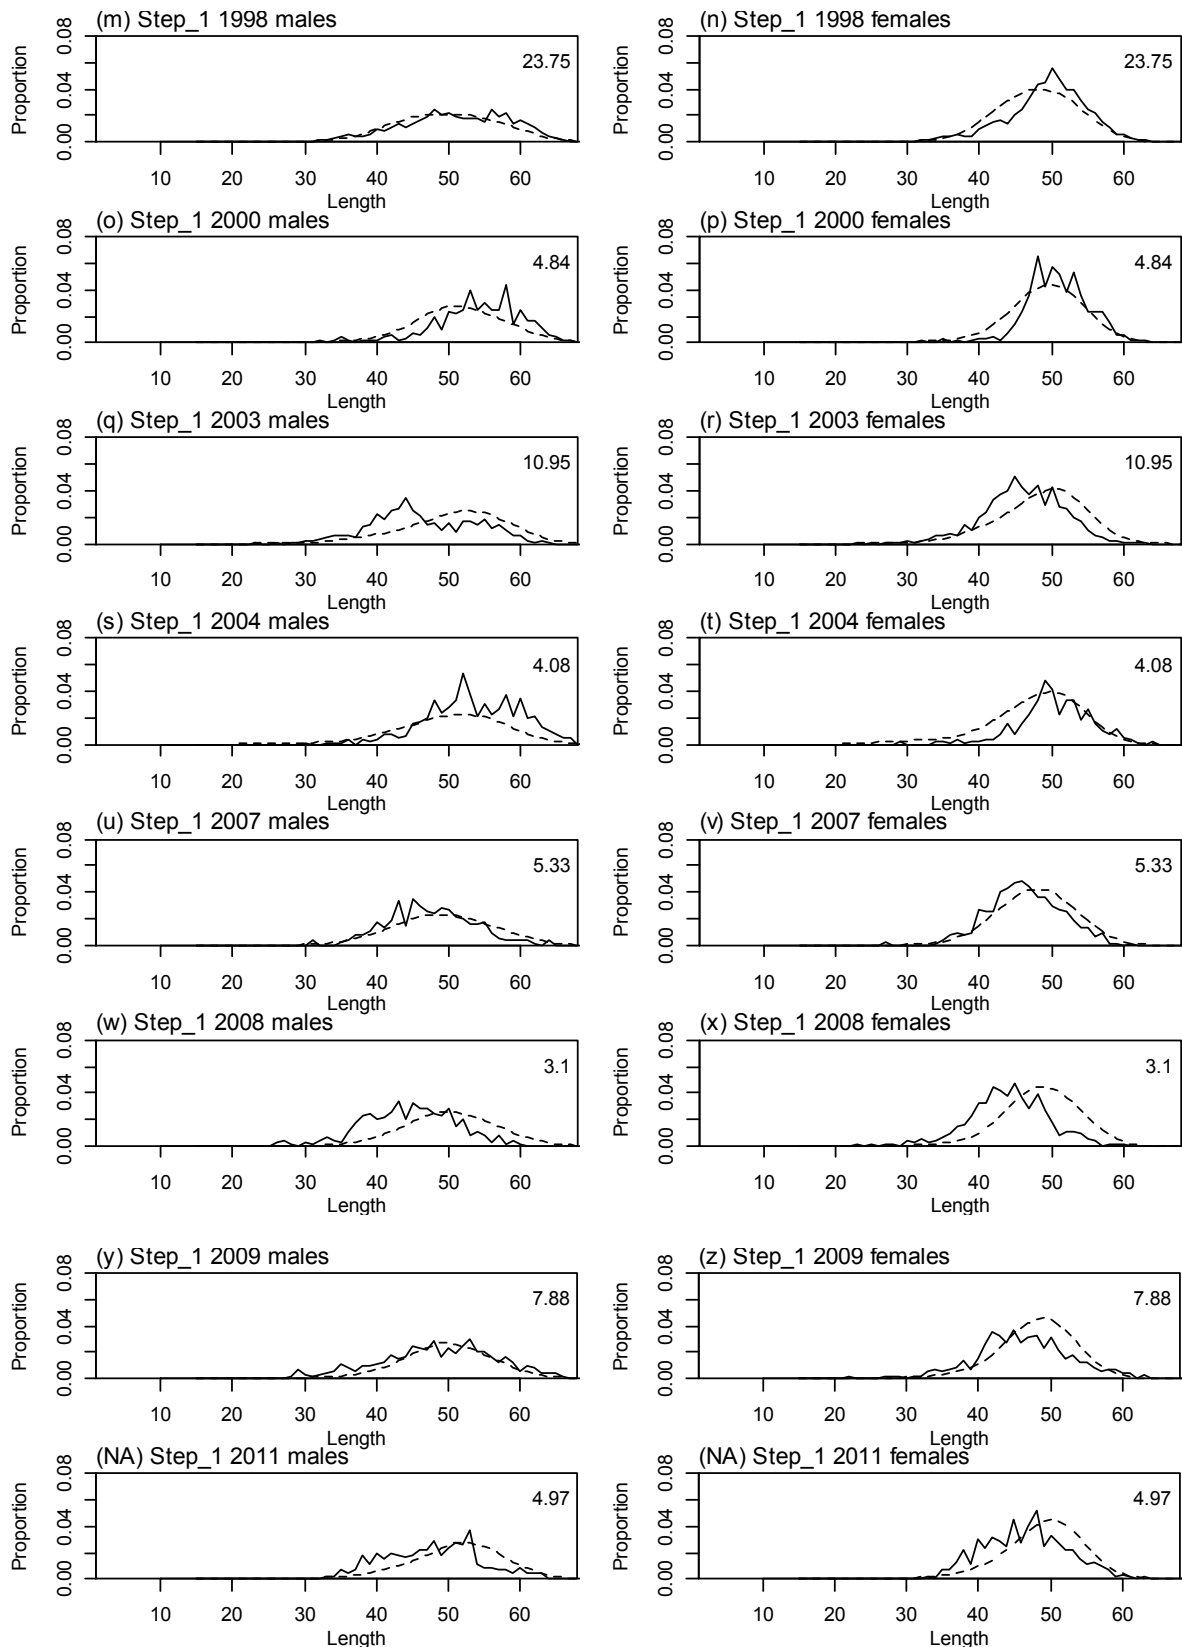 (m) Step_1 1998 males
(n) Step_1 1998 females
Proportion
0.00 0.04 0.08
23.75
10 20 30 40 50 60
Length
Proportion
0.00 0.04 0.08
23.75
10 20 30 40 50 60
Length
(o) Step_1 2000 males
(p) Step_1 2000 females
Proportion
0.00 0.04 0.08
4.84
10 20 30 40 50 60
Length
Proportion
0.00 0.04 0.08
4.84
10 20 30 40 50 60
Length
(q) Step_1 2003 males
(r) Step_1 2003 females
Proportion
0.00 0.04 0.08
10.95
10 20 30 40 50 60
Length
Proportion
0.00 0.04 0.08
10.95
10 20 30 40 50 60
Length
(s) Step_1 2004 males
(t) Step_1 2004 females
Proportion
0.00 0.04 0.08
4.08
10 20 30 40 50 60
Length
Proportion
0.00 0.04 0.08
4.08
10 20 30 40 50 60
Length
(u) Step_1 2007 males
(v) Step_1 2007 females
Proportion
0.00 0.04 0.08
5.33
10 20 30 40 50 60
Length
Proportion
0.00 0.04 0.08
5.33
10 20 30 40 50 60
Length
(w) Step_1 2008 males
(x) Step_1 2008 females
Proportion
0.00 0.04 0.08
3.1
10 20 30 40 50 60
Length
Proportion
0.00 0.04 0.08
3.1
10 20 30 40 50 60
Length
(y) Step_1 2009 males
(z) Step_1 2009 females
Proportion
0.00 0.04 0.08
7.88
10 20 30 40 50 60
Length
Proportion
0.00 0.04 0.08
7.88
10 20 30 40 50 60
Length
(NA) Step_1 2011 males
(NA) Step_1 2011 females
Proportion
0.00 0.04 0.08
4.97
10 20 30 40 50 60
Length
Proportion
0.00 0.04 0.08
4.97
10 20 30 40 50 60
Length